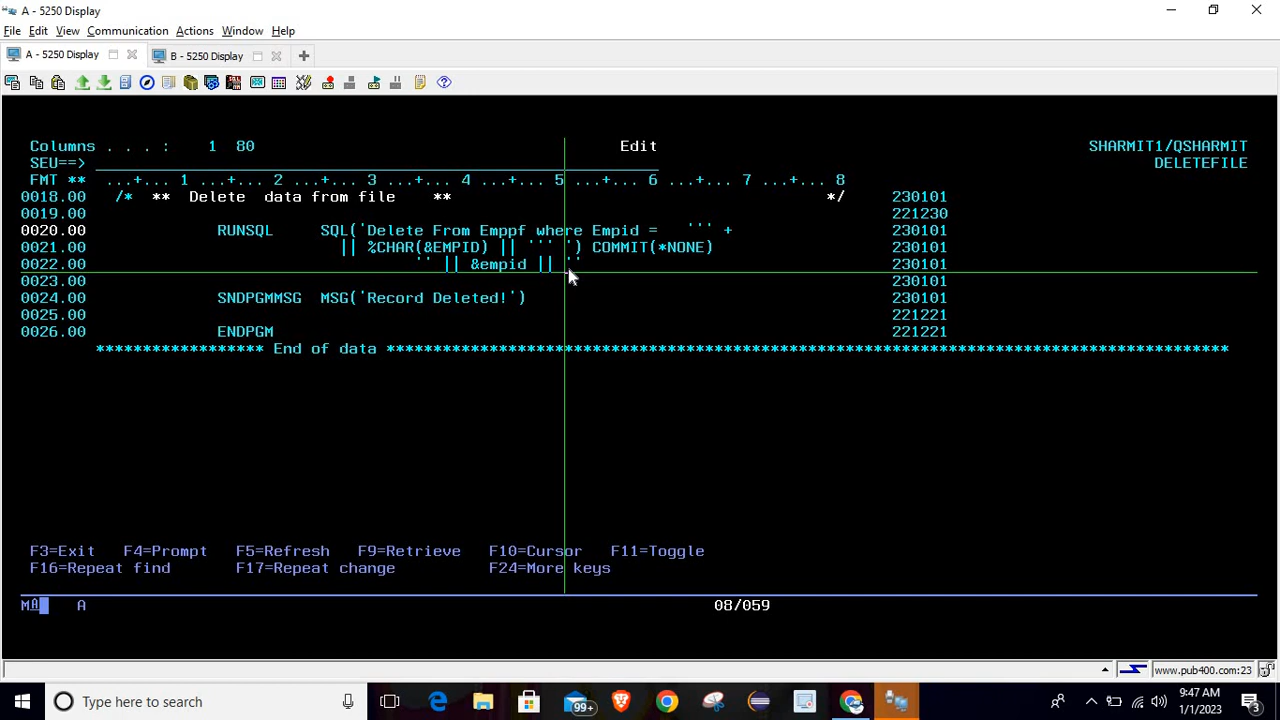 A - 5250 Display
File Edit View Communication Actions Window Help
A - 5250 Display B - 5250 Display
Columns . . . : 1 80 Edit SHARMIT1/QSHARMIT
SEU==> DELETEFILE
FMT ** ...+... 1 ...+... 2 ...+... 3 ...+... 4 ...+... 5 ...+... 6 ...+... 7 ...+... 8
0018.00 /* ** Delete data from file ** */ 230101
0019.00 221230
0020.00 RUNSQL SQL('Delete From Emppf where Empid = ''' + 230101
0021.00 || %CHAR(&EMPID) || ''' ') COMMIT(*NONE) 230101
0022.00 '' || &empid || '' 230101
0023.00 230101
0024.00 SNDPGMMSG MSG('Record Deleted!') 230101
0025.00 221221
0026.00 ENDPGM 221221
****************** End of data ******************************************************************************************
F3=Exit F4=Prompt F5=Refresh F9=Retrieve F10=Cursor F11=Toggle
F16=Repeat find F17=Repeat change F24=More keys
MA A 08/059
www.pub400.com:23
Type here to search 99+ 9:47 AM
1/1/2023 3